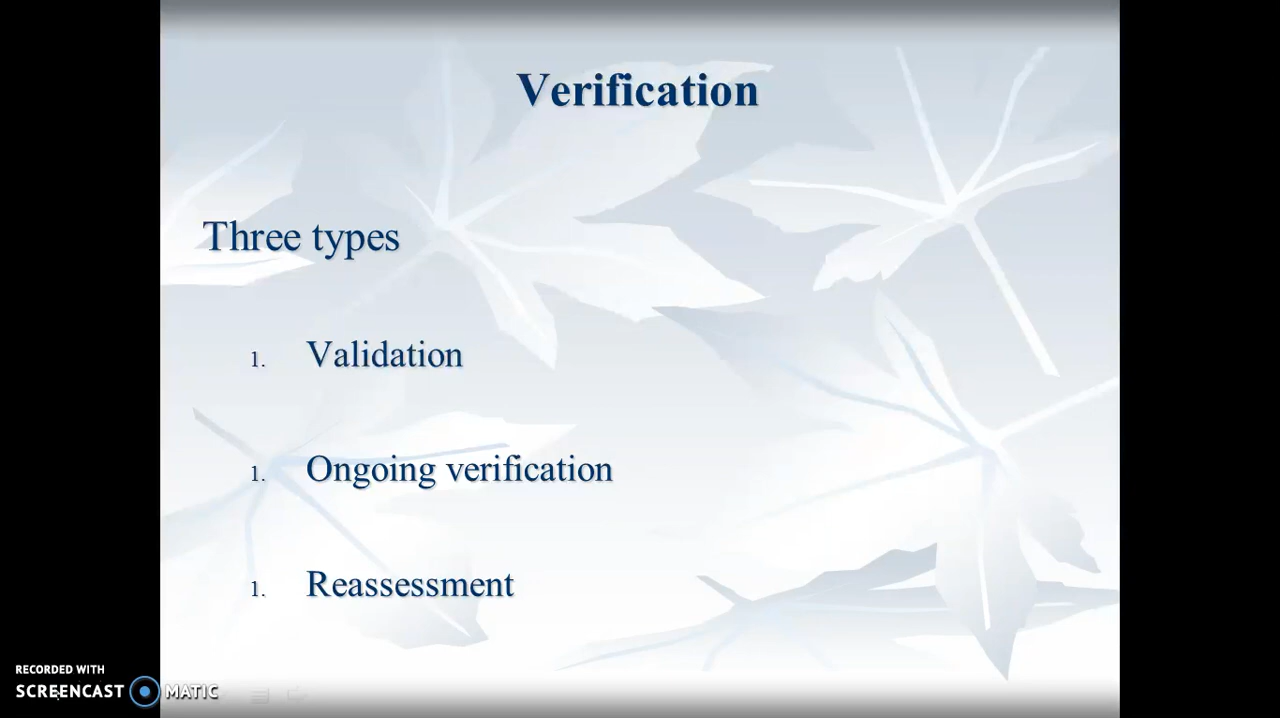 Verification
Three types
1. Validation
1. Ongoing verification
1. Reassessment
RECORDED WITH
SCREENCAST MATIC